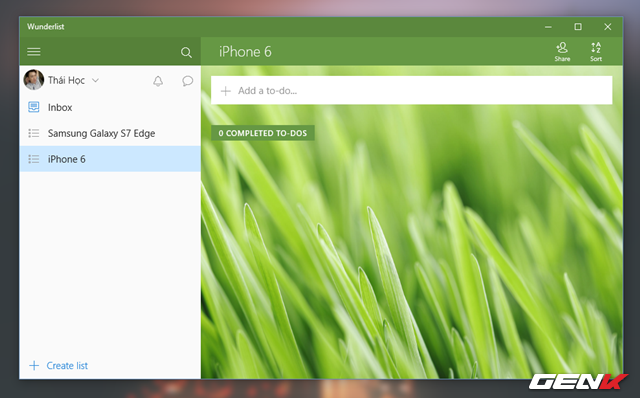 Wunderlist
iPhone 6
Share
Sort
Thái Học
Inbox
Samsung Galaxy S7 Edge
iPhone 6
Create list
Add a to-do...
0 COMPLETED TO-DOS
GENK